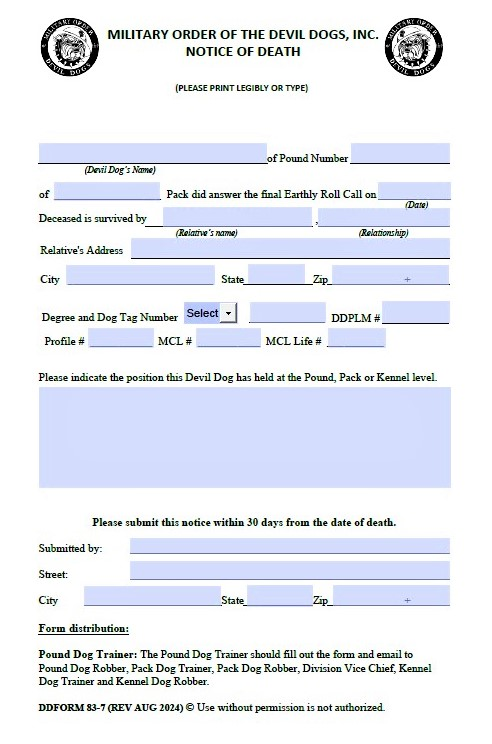 MILITARY ORDER OF THE DEVIL DOGS, INC.
NOTICE OF DEATH
MILITARY ORDER
DEVIL DOGS
MILITARY ORDER
DEVIL DOGS
(PLEASE PRINT LEGIBLY OR TYPE)
of Pound Number
(Devil Dog's Name)
of Pack did answer the final Earthly Roll Call on
(Date)
Deceased is survived by ,
(Relative's name) (Relationship)
Relative's Address
City State Zip +
Degree and Dog Tag Number Select DDPLM #
Profile # MCL # MCL Life #
Please indicate the position this Devil Dog has held at the Pound, Pack or Kennel level.
Please submit this notice within 30 days from the date of death.
Submitted by:
Street:
City State Zip +
Form distribution:
Pound Dog Trainer: The Pound Dog Trainer should fill out the form and email to
Pound Dog Robber, Pack Dog Trainer, Pack Dog Robber, Division Vice Chief, Kennel
Dog Trainer and Kennel Dog Robber.
DDFORM 83-7 (REV AUG 2024) © Use without permission is not authorized.